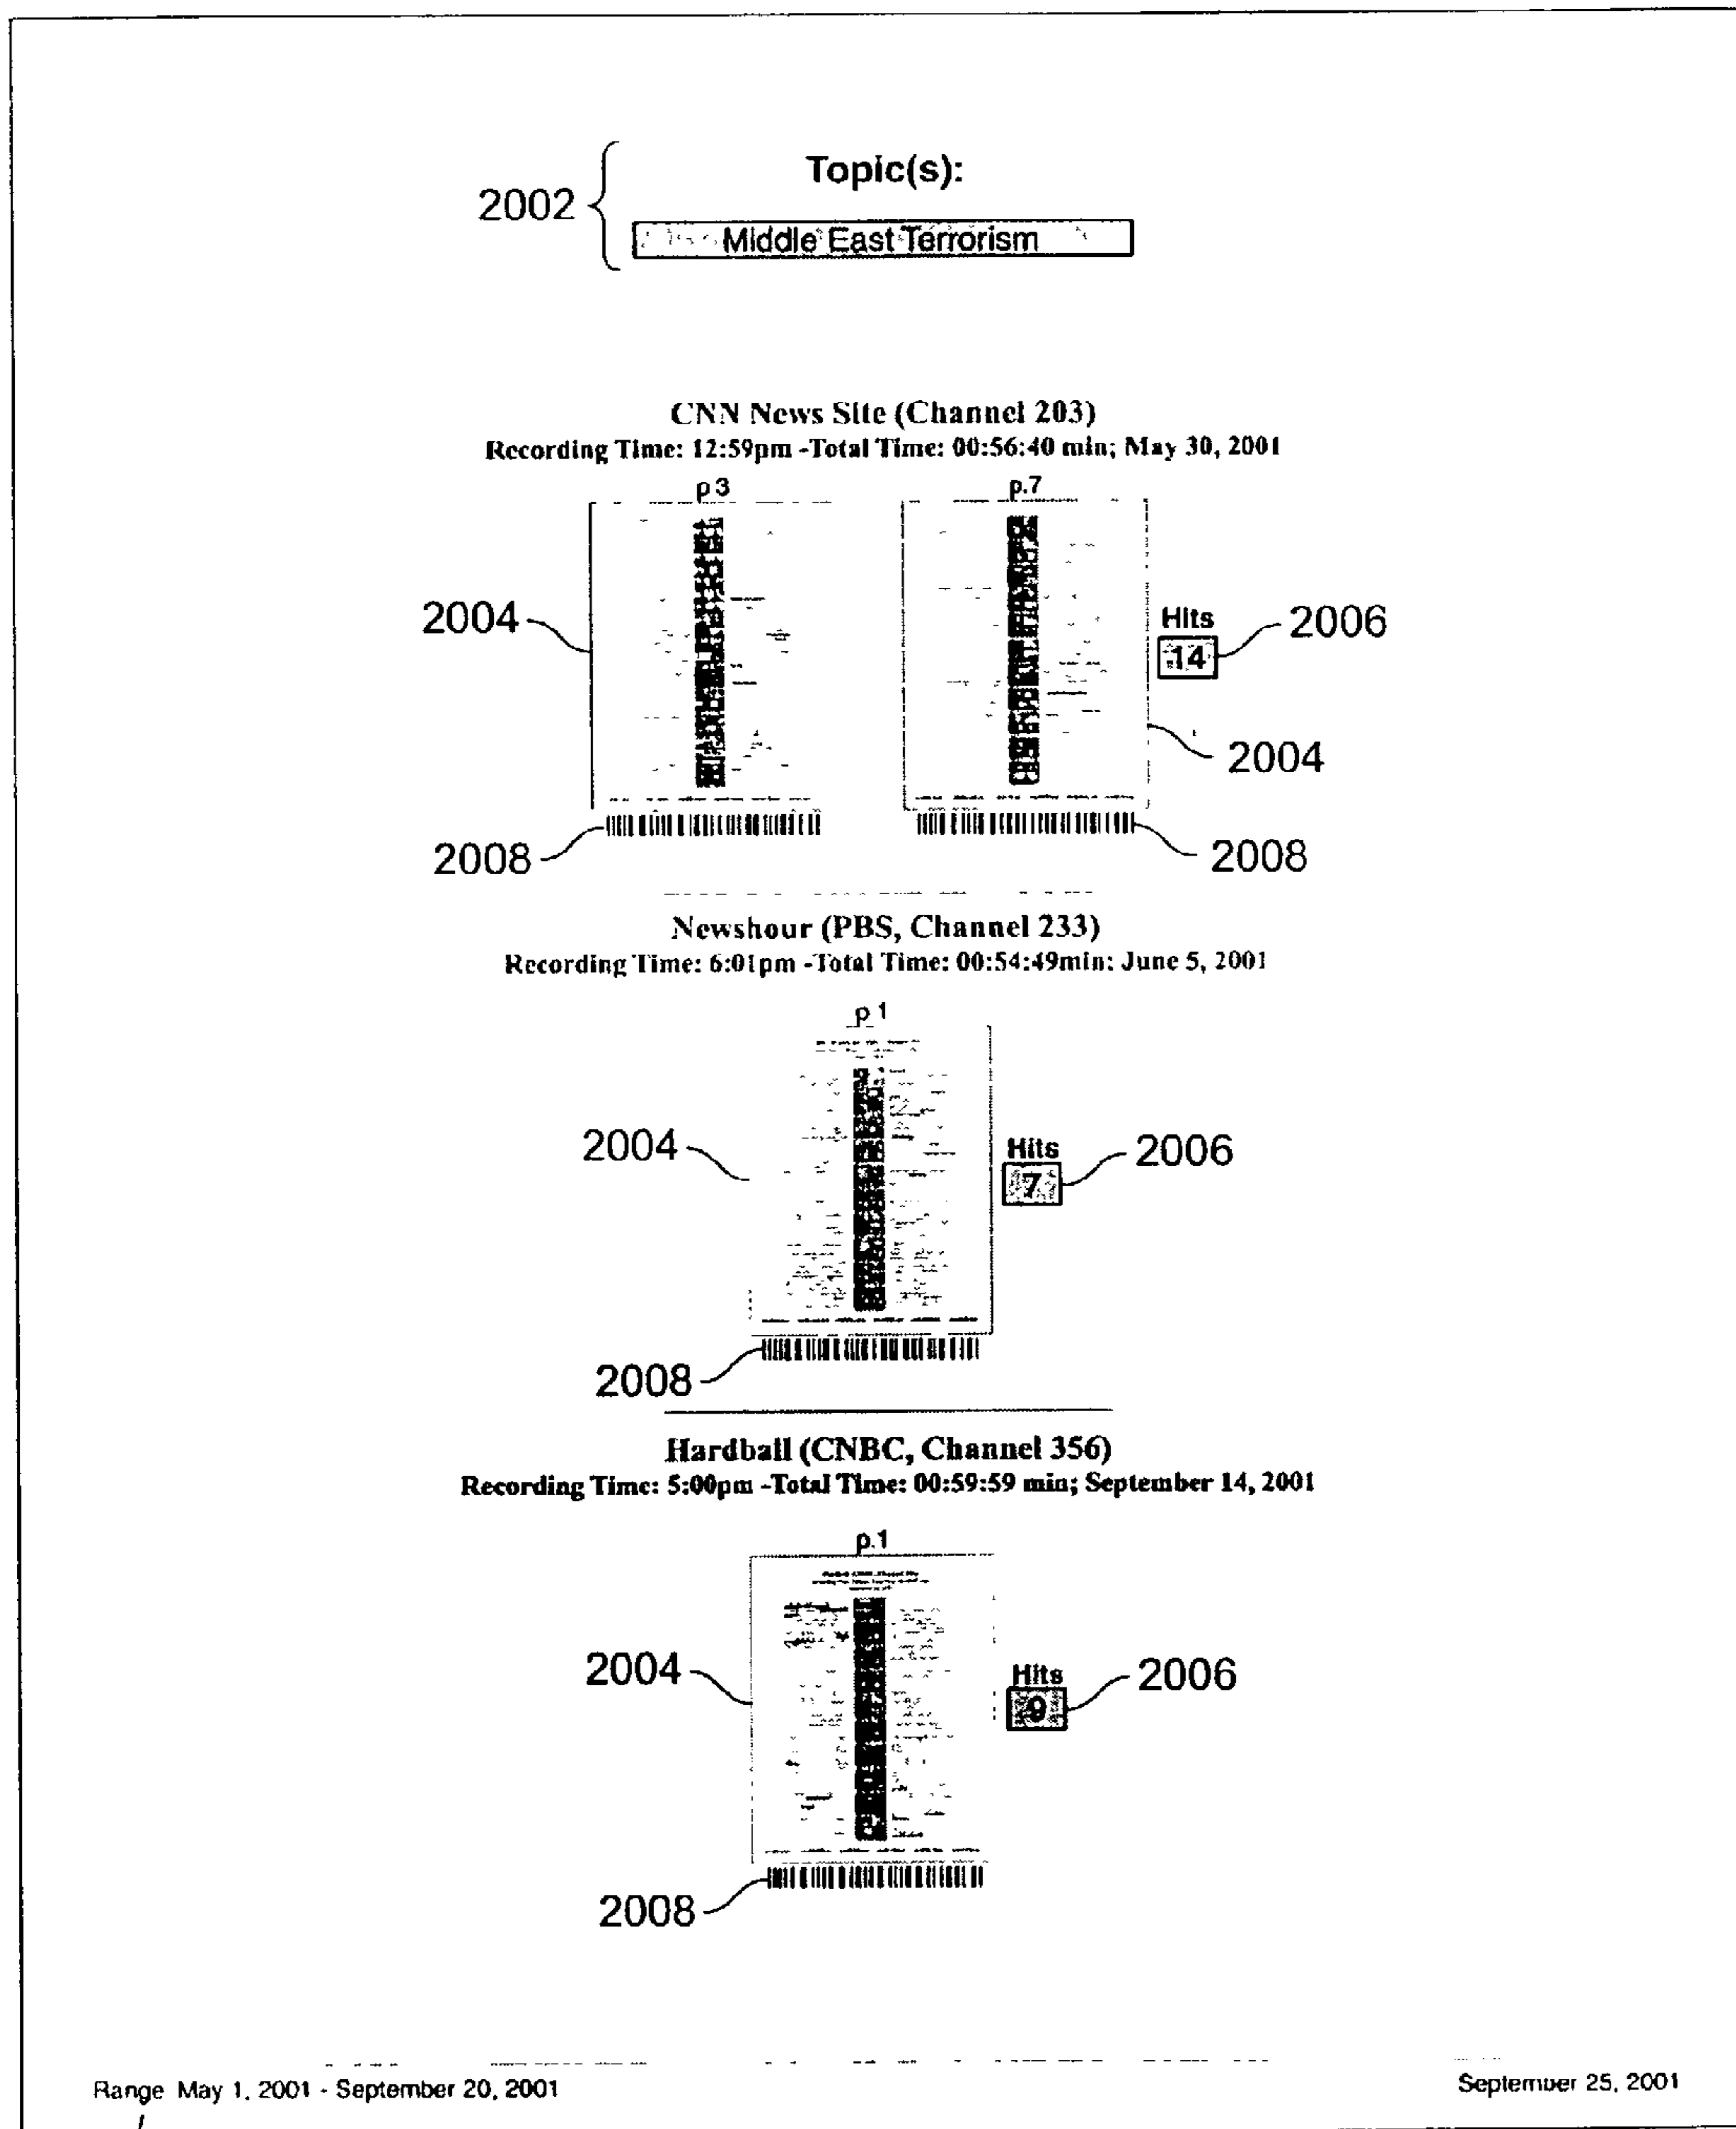 Topic(s):
2002
Middle East Terrorism
CNN News Site (Channel 203)
Recording Time: 12:59pm -Total Time: 00:56:40 min; May 30, 2001
p 3
p.7
2004
Hits
2006
14
2004
2008
2008
Newshour (PBS, Channel 233)
Recording Time: 6:01pm -Total Time: 00:54:49min: June 5, 2001
p 1
2004
Hits
2006
7
2008
Hardball (CNBC, Channel 356)
Recording Time: 5:00pm -Total Time: 00:59:59 min; September 14, 2001
p.1
2004
Hits
2006
9
2008
Range May 1, 2001 - September 20, 2001
September 25, 2001